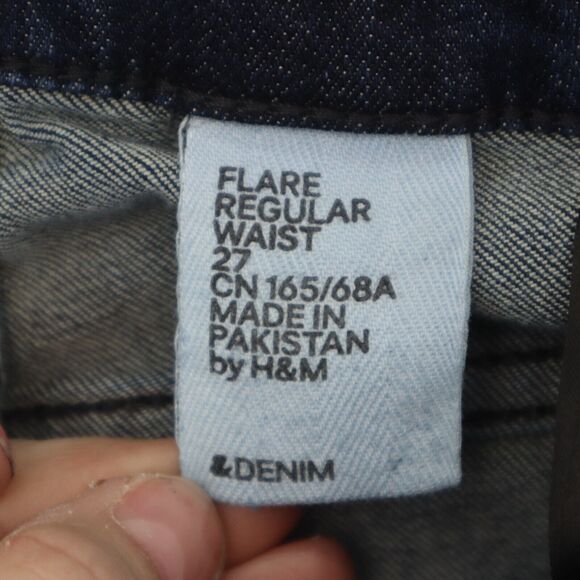 FLARE
REGULAR
WAIST
27
CN 165/68A
MADE IN
PAKISTAN
by H&M
&DENIM